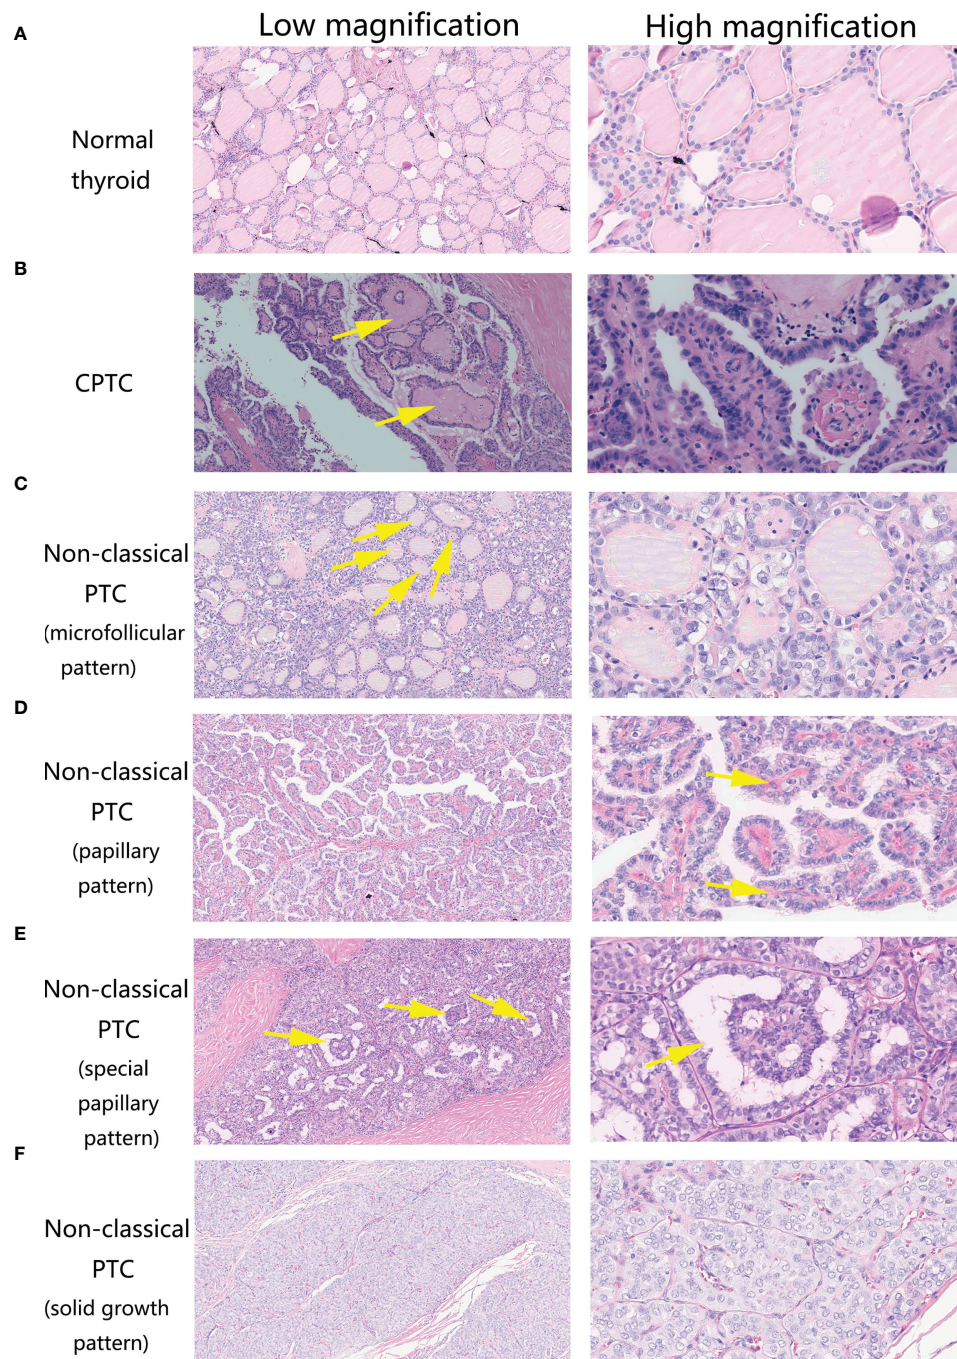 Low magnification
High magnification
A
Normal
thyroid
B
CPTC
C
Non-classical
PTC
(microfollicular
pattern)
D
Non-classical
PTC
(papillary
pattern)
E
Non-classical
PTC
(special
papillary
pattern)
F
Non-classical
PTC
(solid growth
pattern)